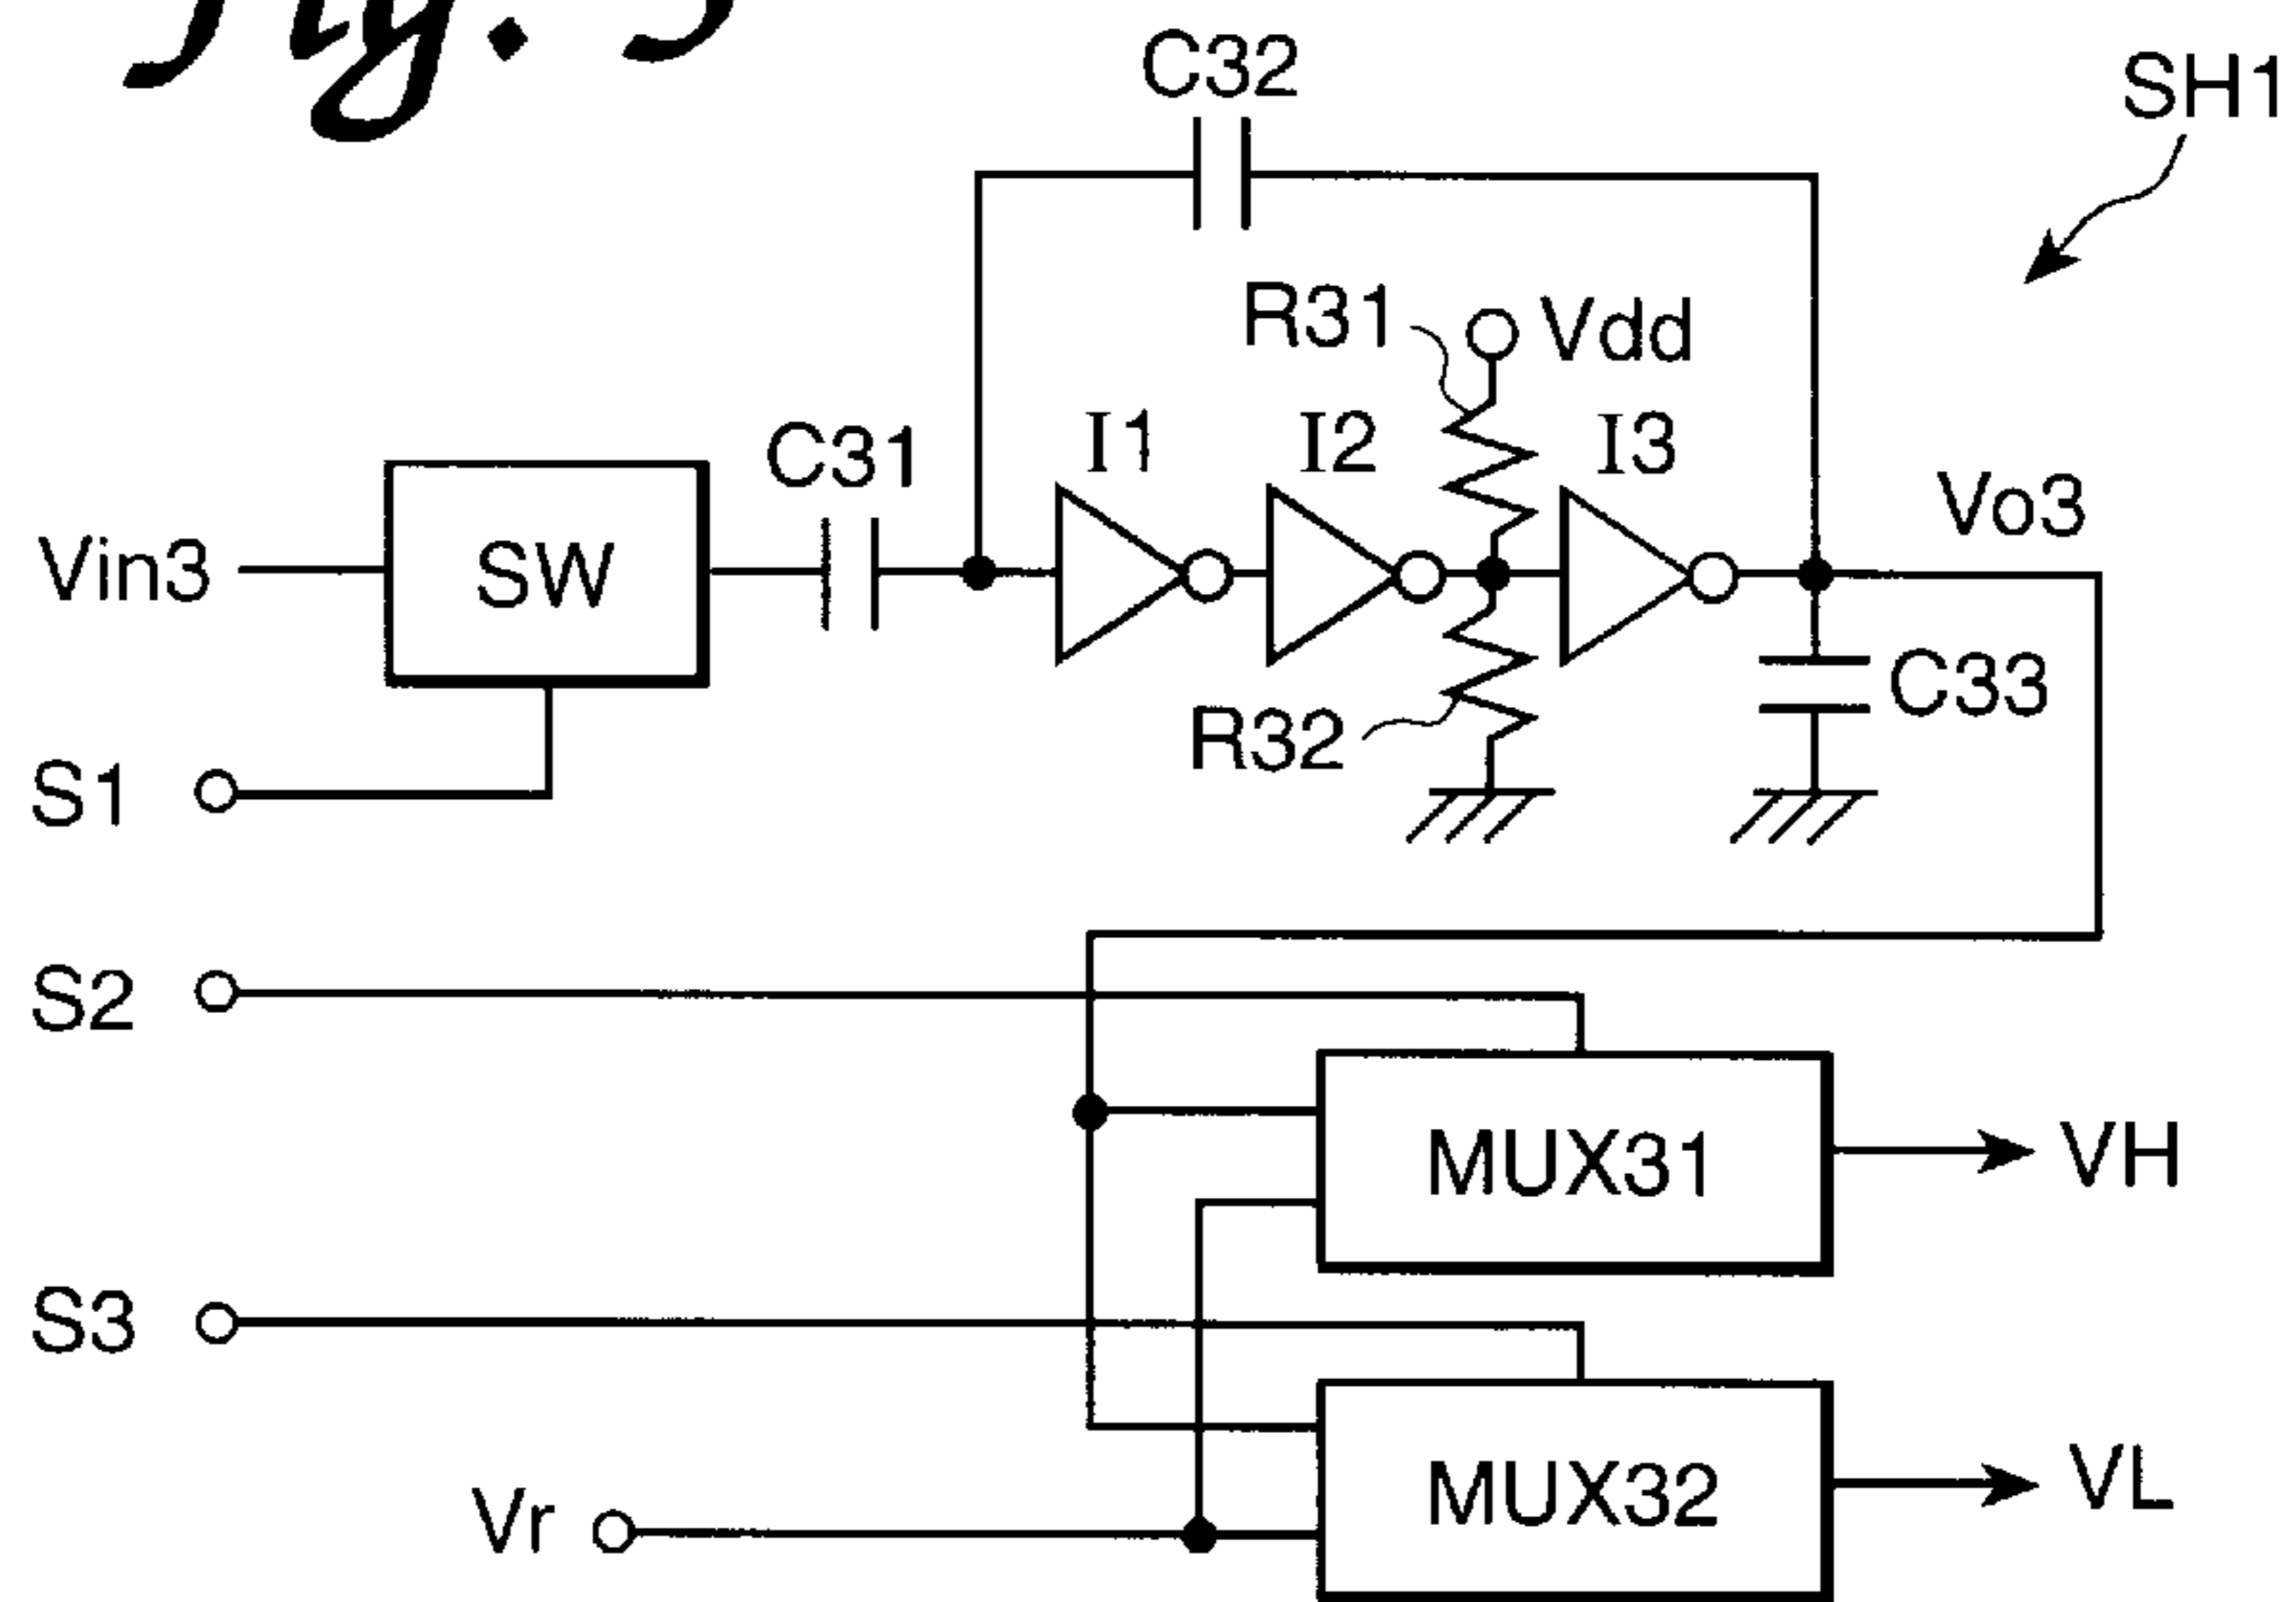 Fig. 3
C32
SH1
R31
Vdd
C31
I1
I2
I3
Vo3
Vin3
SW
C33
R32
S1
S2
MUX31
VH
S3
MUX32
VL
Vr